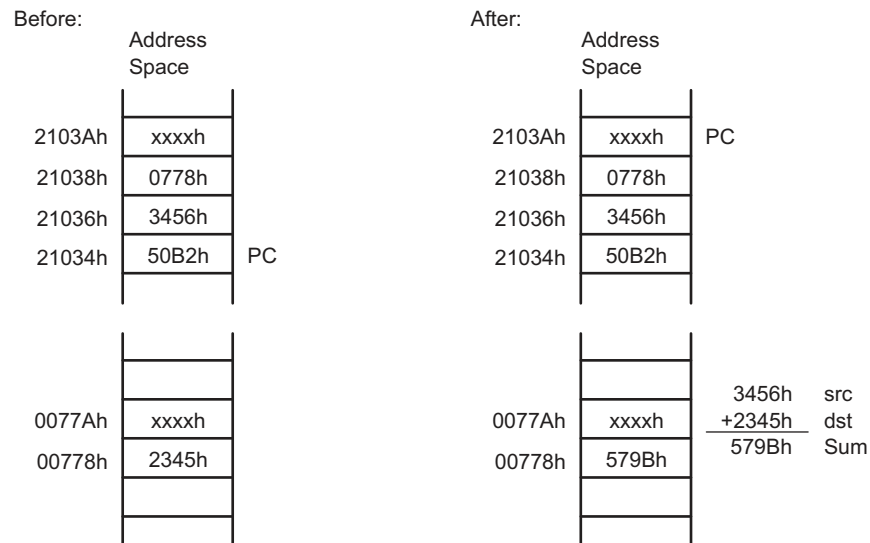 Before:
Address
Space
2103Ah xxxxh
21038h 0778h
21036h 3456h
21034h 50B2h PC
0077Ah xxxxh
00778h 2345h
After:
Address
Space
2103Ah xxxxh PC
21038h 0778h
21036h 3456h
21034h 50B2h
3456h src
0077Ah xxxxh +2345h dst
00778h 579Bh 579Bh Sum